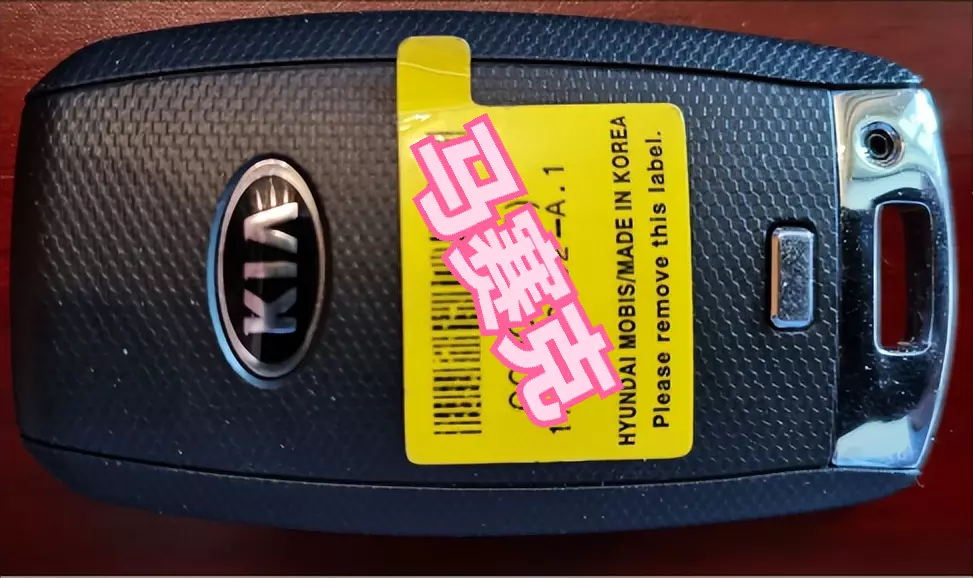 KIA
马赛克
HYUNDAI MOBIS/MADE IN KOREA
Please remove this label.